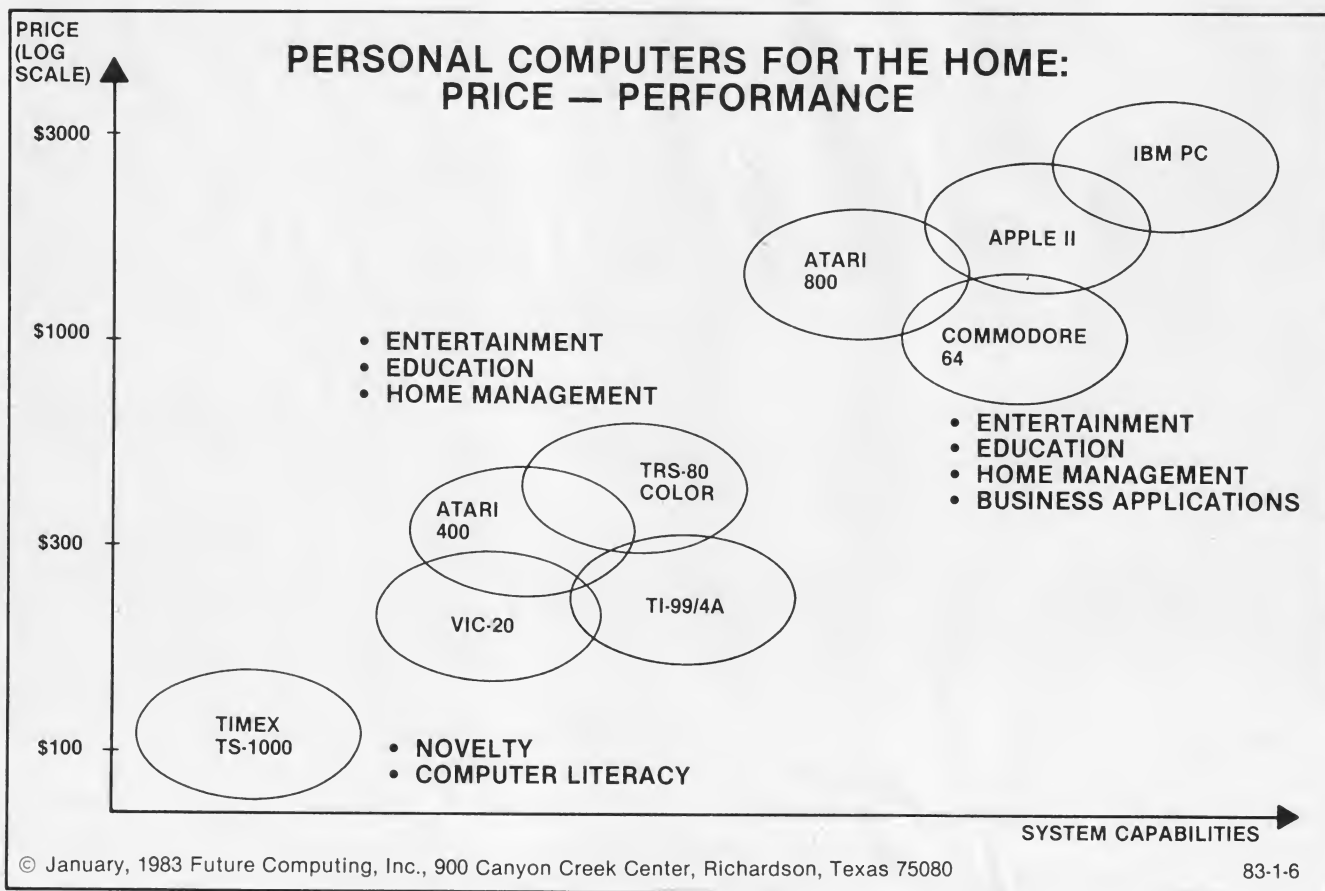 PRICE
(LOG
SCALE)
PERSONAL COMPUTERS FOR THE HOME:
PRICE — PERFORMANCE
$3000
IBM PC
APPLE II
ATARI
800
$1000
COMMODORE
64
• ENTERTAINMENT
• EDUCATION
• HOME MANAGEMENT
• ENTERTAINMENT
• EDUCATION
• HOME MANAGEMENT
• BUSINESS APPLICATIONS
TRS-80
COLOR
ATARI
400
$300
TI-99/4A
VIC-20
TIMEX
TS-1000
$100
• NOVELTY
• COMPUTER LITERACY
SYSTEM CAPABILITIES
© January, 1983 Future Computing, Inc., 900 Canyon Creek Center, Richardson, Texas 75080
83-1-6